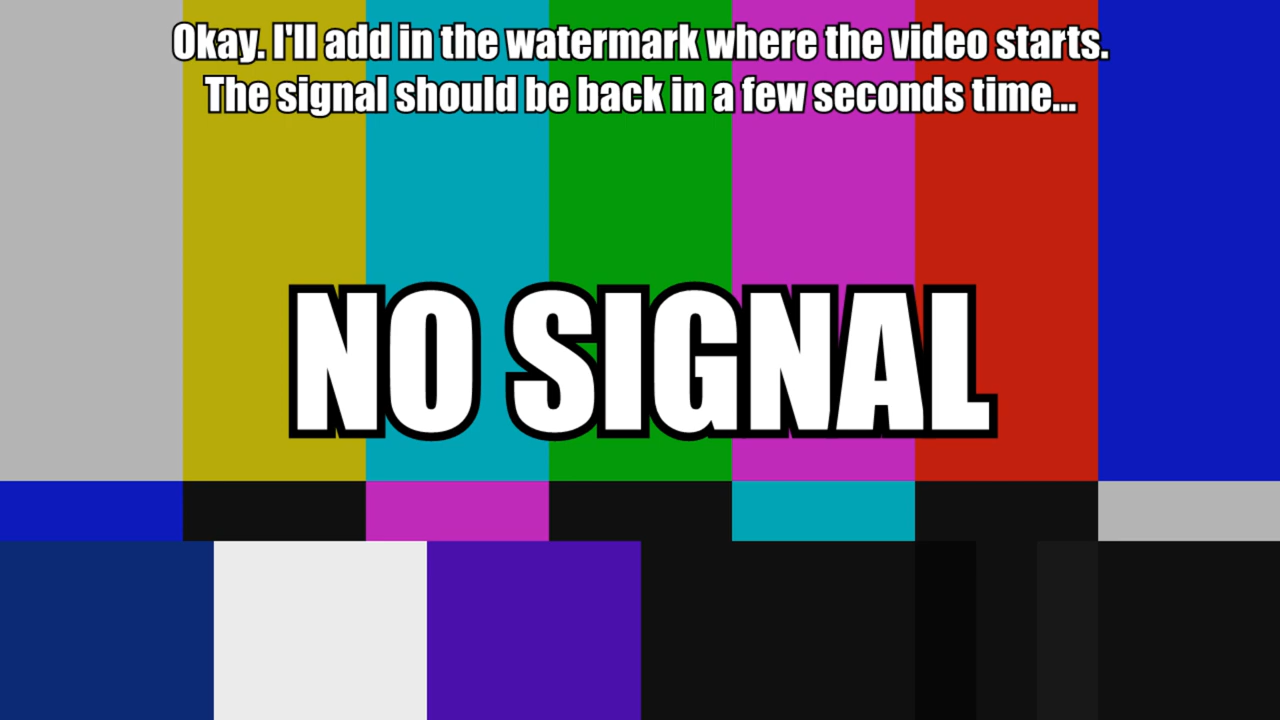 Okay. I'll add in the watermark where the video starts.
The signal should be back in a few seconds time...
NO SIGNAL